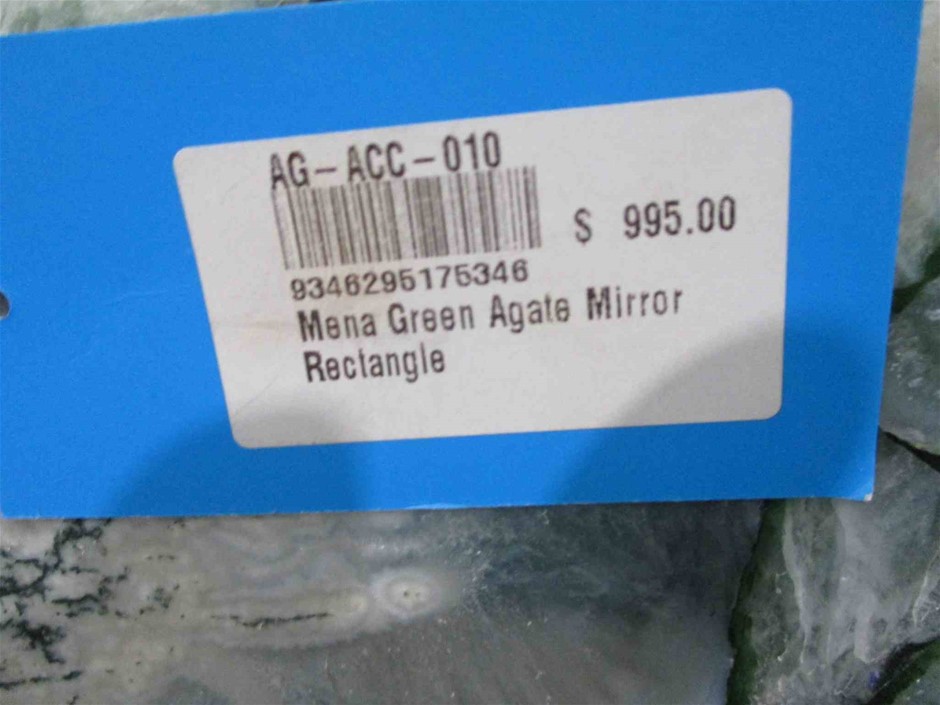 AG-ACC-010
$ 995.00
9346295175346
Mena Green Agate Mirror
Rectangle